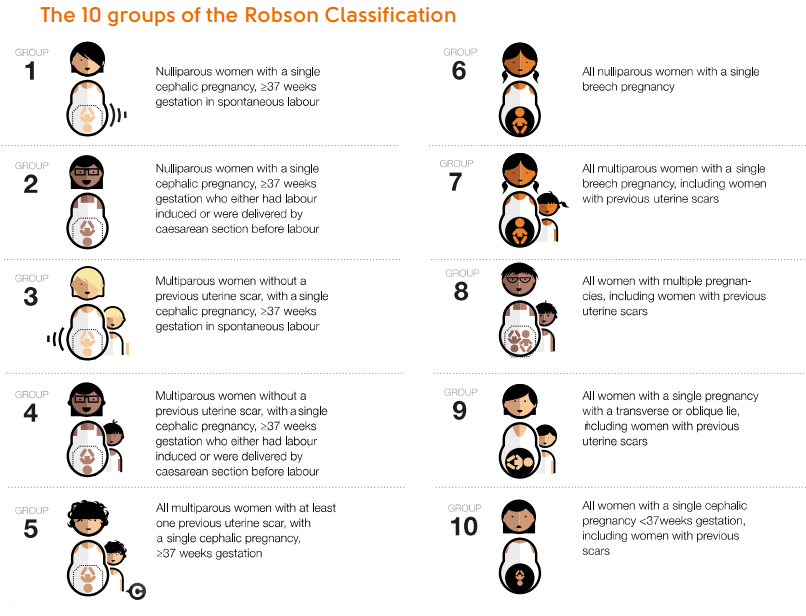 The 10 groups of the Robson Classification
GROUP
1
Nulliparous women with a single
cephalic pregnancy, ≥37 weeks
gestation in spontaneous labour
GROUP
2
Nulliparous women with a single
cephalic pregnancy, ≥37 weeks
gestation who either had labour
induced or were delivered by
caesarean section before labour
GROUP
3
Multiparous women without a
previous uterine scar, with a single
cephalic pregnancy, ≥37 weeks
gestation in spontaneous labour
GROUP
4
Multiparous women without a
previous uterine scar, with a single
cephalic pregnancy, ≥37 weeks
gestation who either had labour
induced or were delivered by
caesarean section before labour
GROUP
5
All multiparous women with at least
one previous uterine scar, with
a single cephalic pregnancy,
≥37 weeks gestation
C
GROUP
6
All nulliparous women with a single
breech pregnancy
GROUP
7
All multiparous women with a single
breech pregnancy, including women
with previous uterine scars
GROUP
8
All women with multiple pregnan-
cies, including women with previous
uterine scars
GROUP
9
All women with a single pregnancy
with a transverse or oblique lie,
including women with previous
uterine scars
GROUP
10
All women with a single cephalic
pregnancy <37weeks gestation,
including women with previous
scars